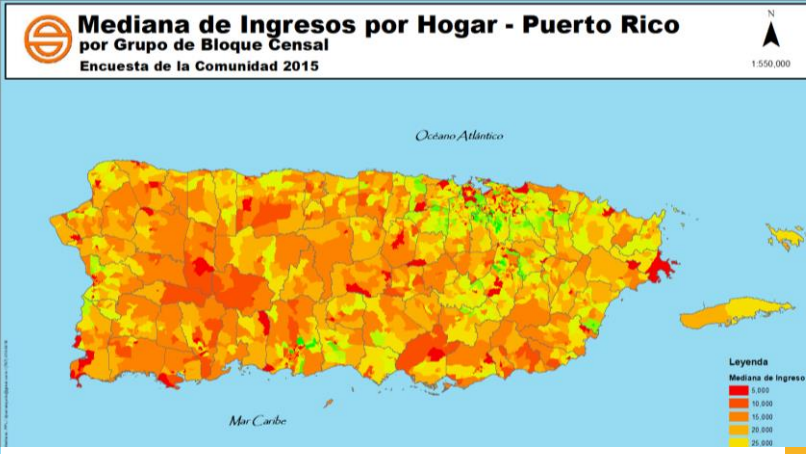 Mediana de Ingresos por Hogar - Puerto Rico
por Grupo de Bloque Censal
Encuesta de la Comunidad 2015
N
1:550,000
Océano Atlántico
Mar Caribe
Leyenda
Mediana de Ingreso
5,000
10,000
15,000
20,000
25,000